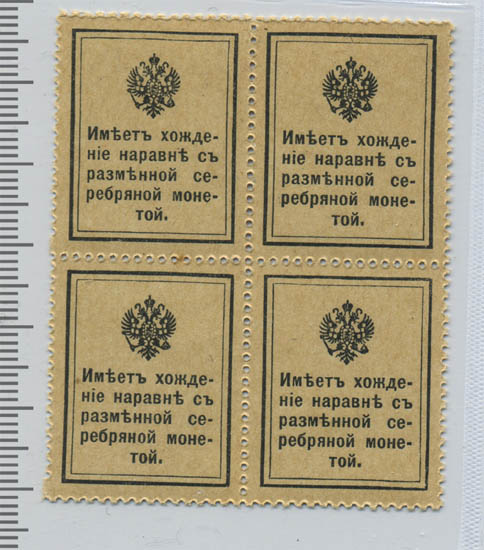 Имѣетъ хожде-
ніе наравнѣ съ
размѣнной се-
ребряной моне-
той.
Имѣетъ хожде-
ніе наравнѣ съ
размѣнной се-
ребряной моне-
той.
Имѣетъ хожде-
ніе наравнѣ съ
размѣнной се-
ребряной моне-
той.
Имѣетъ хожде-
ніе наравнѣ съ
размѣнной се-
ребряной моне-
той.